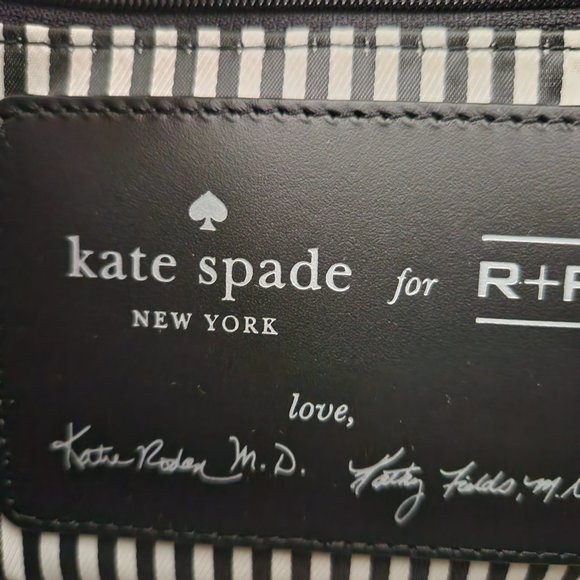 kate spade for R+F
NEW YORK
love,
Katie Rodan M.D. Kathy Fields, M.D